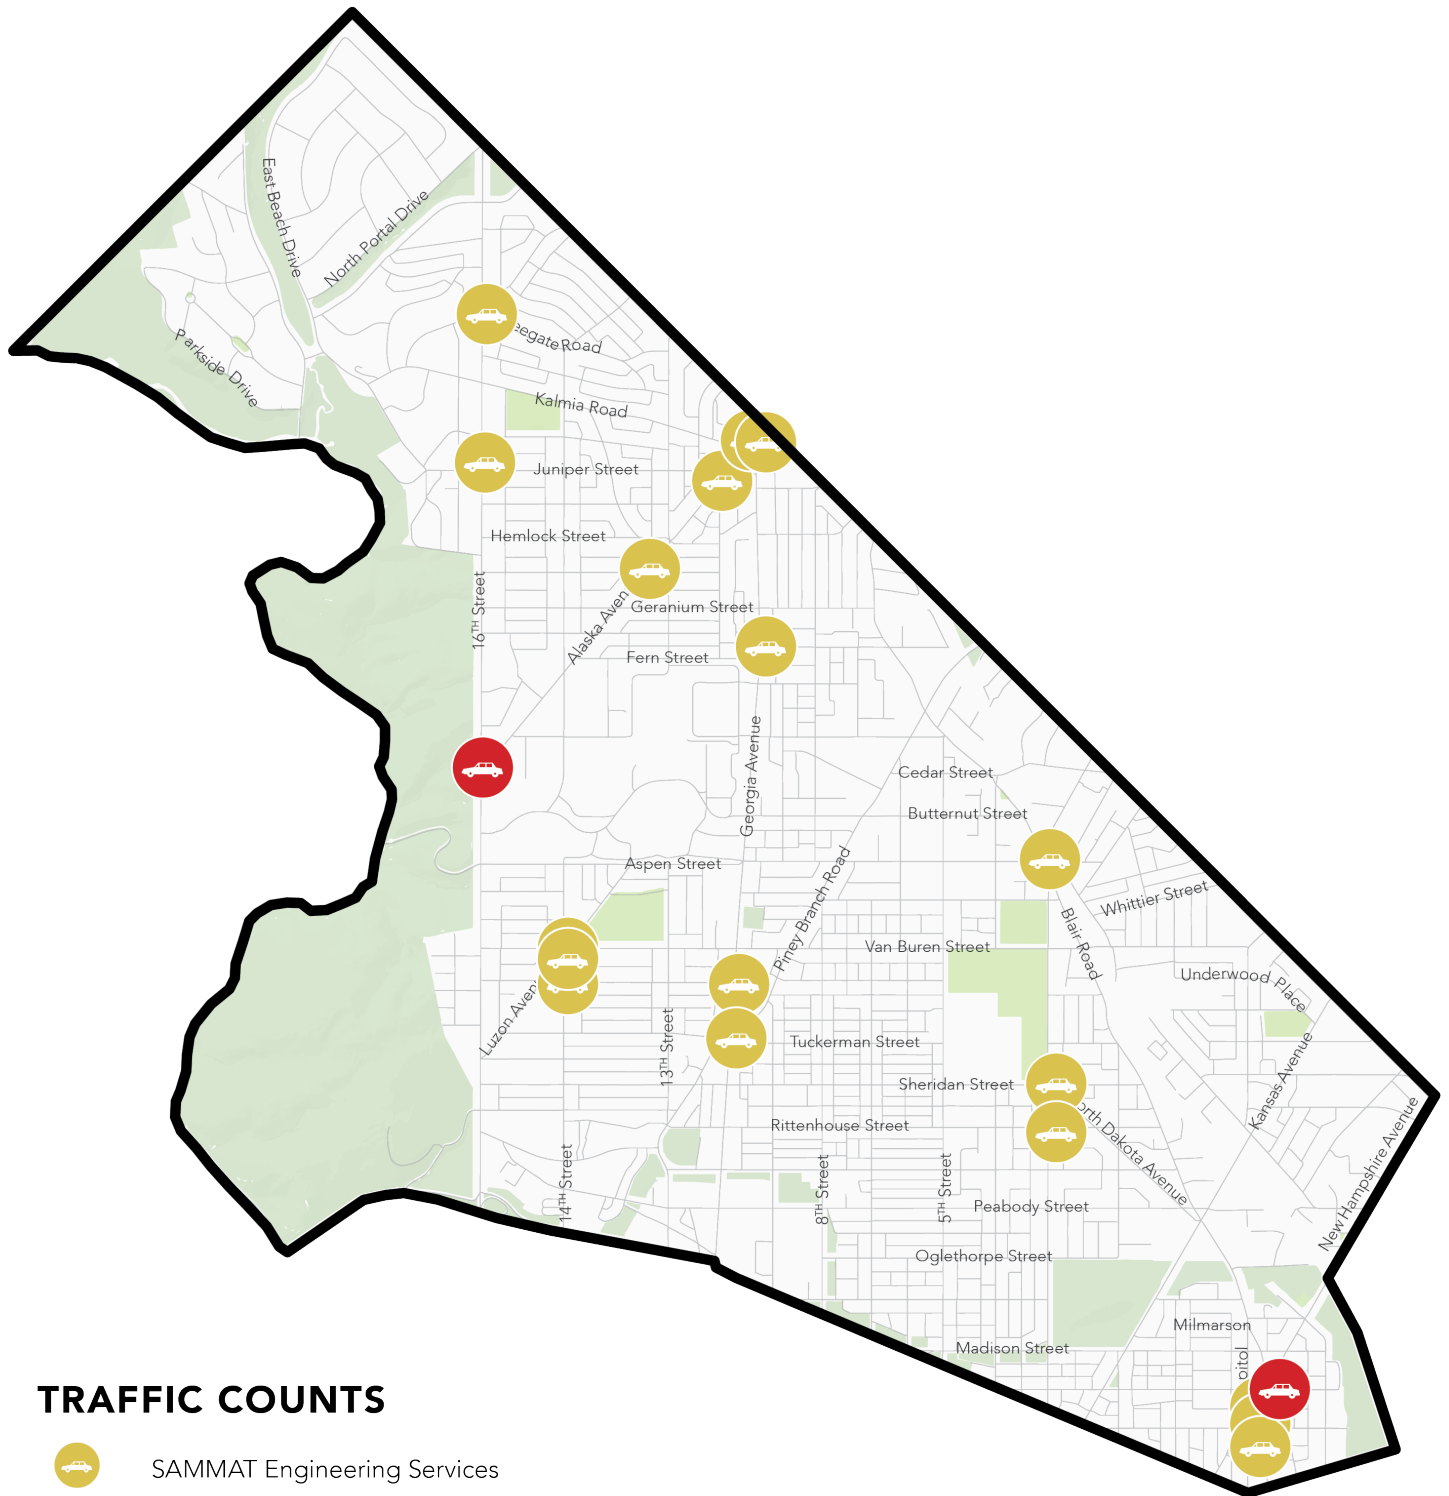 East Beach Drive
North Portal Drive
Parkside Drive
Road
Kalmia Road
Juniper Street
Hemlock Street
16TH Street
Alaska
Geranium Street
Fern Street
Georgia Avenue
Cedar Street
Butternut Street
Aspen Street
Piney Branch Road
Whittier Street
Blair Road
Van Buren Street
Underwood Place
Luzon
13TH Street
Tuckerman Street
Sheridan Street
Dakota Avenue
Kansas Avenue
New Hampshire Avenue
Rittenhouse Street
14TH Street
8TH Street
5TH Street
Peabody Street
Oglethorpe Street
Milmarson
Madison Street
TRAFFIC COUNTS
SAMMAT Engineering Services